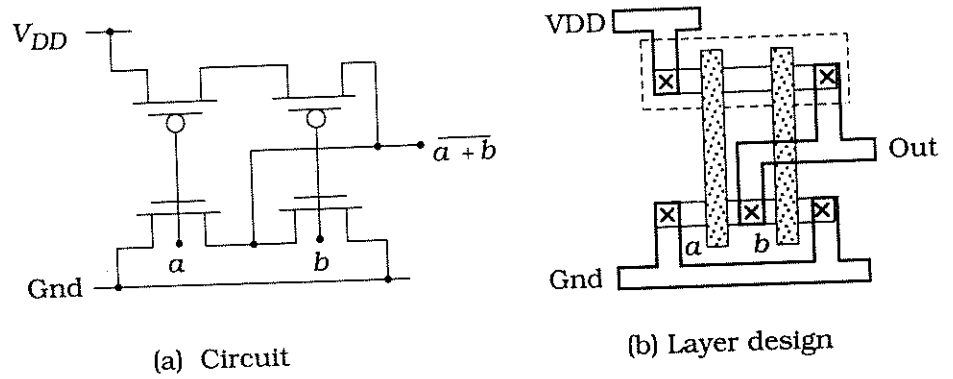 V_DD
a + b
a
b
Gnd
(a) Circuit
VDD
Out
a
b
Gnd
(b) Layer design